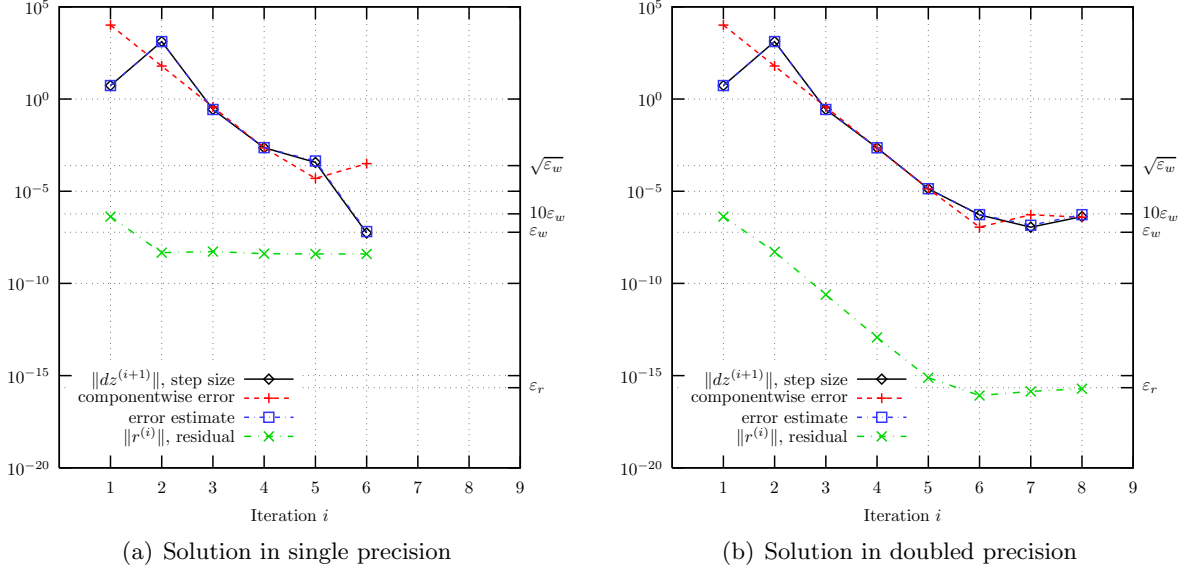 10^5
10^0
10^{-5}
10^{-10}
10^{-15}
10^{-20}
√ε_w
10ε_w
ε_w
ε_r
‖dz^{(i+1)}‖, step size
componentwise error
error estimate
‖r^{(i)}‖, residual
1 2 3 4 5 6 7 8 9
Iteration i
(a) Solution in single precision
10^5
10^0
10^{-5}
10^{-10}
10^{-15}
10^{-20}
√ε_w
10ε_w
ε_w
ε_r
‖dz^{(i+1)}‖, step size
componentwise error
error estimate
‖r^{(i)}‖, residual
1 2 3 4 5 6 7 8 9
Iteration i
(b) Solution in doubled precision